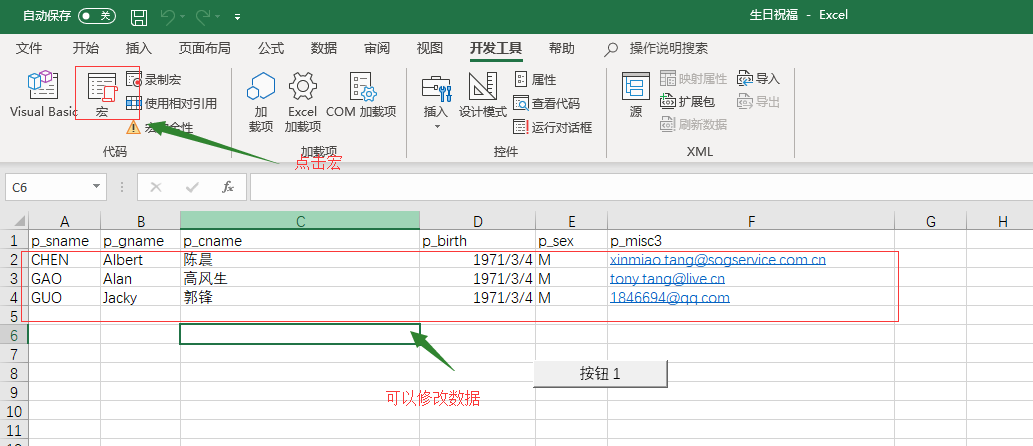 自动保存 关 生日祝福 - Excel
文件 开始 插入 页面布局 公式 数据 审阅 视图 开发工具 帮助 操作说明搜索
Visual Basic 宏 录制宏 使用相对引用 宏安全性
加载项 Excel 加载项 COM 加载项
插入 设计模式 属性 查看代码 运行对话框
源 映射属性 扩展包 刷新数据 导入 导出
代码 加载项 控件 XML
点击宏
C6 fx
A B C D E F G H
1 p_sname p_gname p_cname p_birth p_sex p_misc3
2 CHEN Albert 陈晨 1971/3/4 M xinmiao.tang@sogservice.com.cn
3 GAO Alan 高风生 1971/3/4 M tony.tang@live.cn
4 GUO Jacky 郭锋 1971/3/4 M 1846694@qq.com
5
6
7
8 按钮 1
9 可以修改数据
10
11